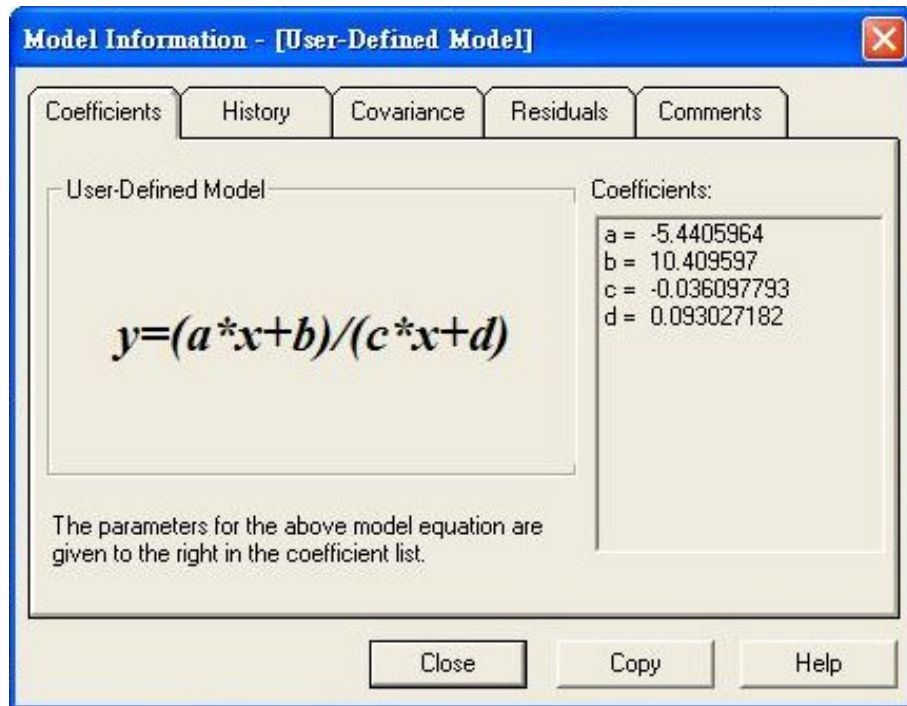 Model Information - [User-Defined Model]
Coefficients
History
Covariance
Residuals
Comments
User-Defined Model
y=(a*x+b)/(c*x+d)
Coefficients:
a = -5.4405964
b = 10.409597
c = -0.036097793
d = 0.093027182
The parameters for the above model equation are
given to the right in the coefficient list.
Close
Copy
Help